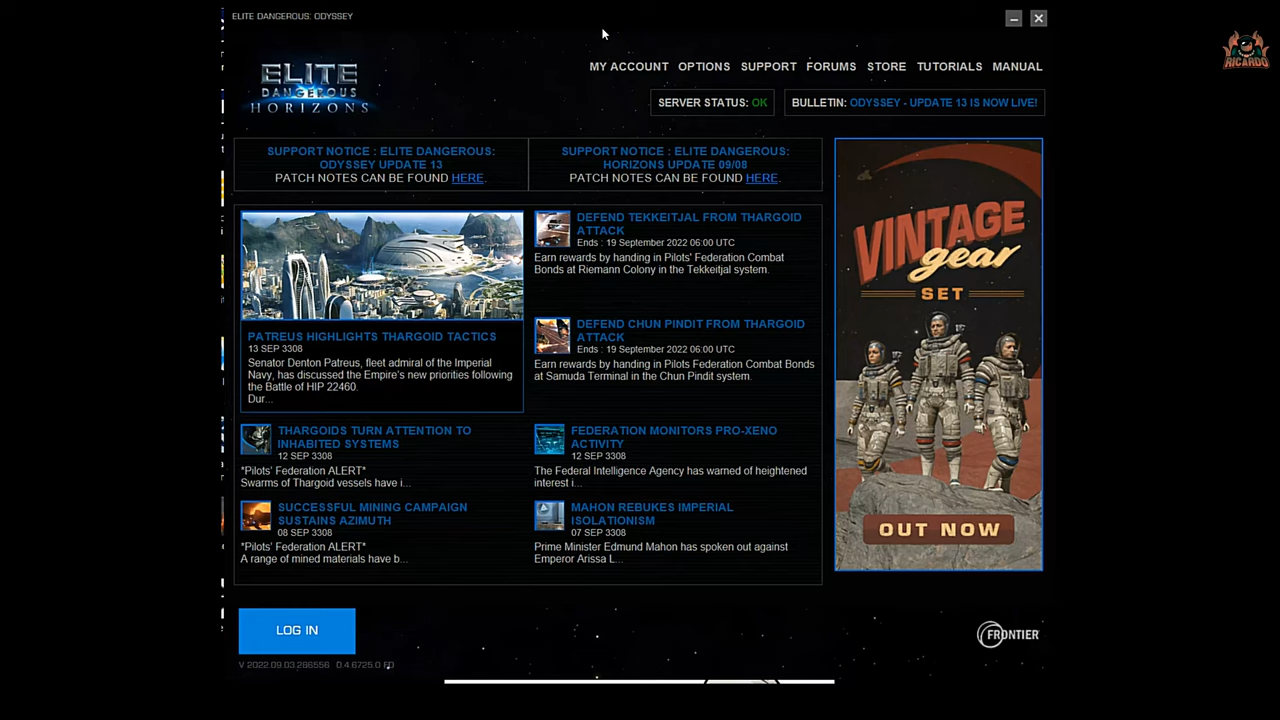 ELITE DANGEROUS: ODYSSEY
RICARDO
ELITE
DANGEROUS
HORIZONS
MY ACCOUNT OPTIONS SUPPORT FORUMS STORE TUTORIALS MANUAL
SERVER STATUS: OK
BULLETIN: ODYSSEY - UPDATE 13 IS NOW LIVE!
SUPPORT NOTICE : ELITE DANGEROUS:
ODYSSEY UPDATE 13
PATCH NOTES CAN BE FOUND HERE.
SUPPORT NOTICE : ELITE DANGEROUS:
HORIZONS UPDATE 09/08
PATCH NOTES CAN BE FOUND HERE.
PATREUS HIGHLIGHTS THARGOID TACTICS
13 SEP 3308
Senator Denton Patreus, fleet admiral of the Imperial
Navy, has discussed the Empire's new priorities following
the Battle of HIP 22460.
Dur...
DEFEND TEKKEITJAL FROM THARGOID
ATTACK
Ends : 19 September 2022 06:00 UTC
Earn rewards by handing in Pilots' Federation Combat
Bonds at Riemann Colony in the Tekkeitjal system.
DEFEND CHUN PINDIT FROM THARGOID
ATTACK
Ends : 19 September 2022 06:00 UTC
Earn rewards by handing in Pilots Federation Combat Bonds
at Samuda Terminal in the Chun Pindit system.
THARGOIDS TURN ATTENTION TO
INHABITED SYSTEMS
12 SEP 3308
*Pilots' Federation ALERT*
Swarms of Thargoid vessels have i...
FEDERATION MONITORS PRO-XENO
ACTIVITY
12 SEP 3308
The Federal Intelligence Agency has warned of heightened
interest i...
SUCCESSFUL MINING CAMPAIGN
SUSTAINS AZIMUTH
08 SEP 3308
*Pilots' Federation ALERT*
A range of mined materials have b...
MAHON REBUKES IMPERIAL
ISOLATIONISM
07 SEP 3308
Prime Minister Edmund Mahon has spoken out against
Emperor Arissa L...
VINTAGE
gear
SET
OUT NOW
LOG IN
FRONTIER
V 2022.09.03.286556 D.4.6725.0 ED